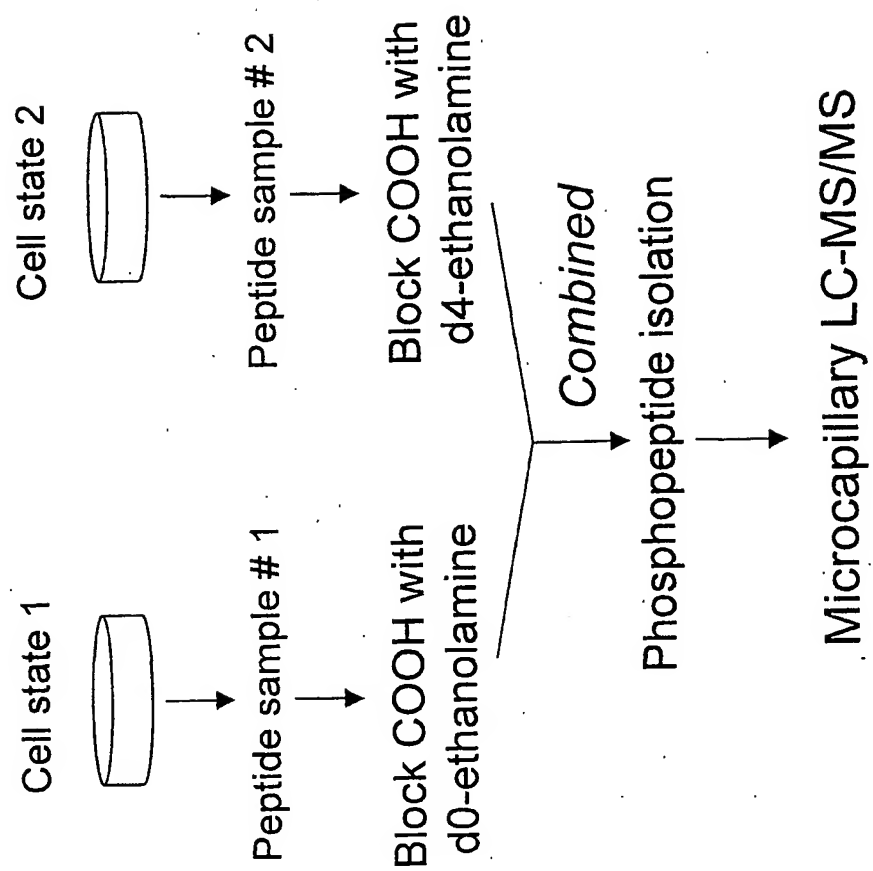 Cell state 1
Peptide sample # 1
Block COOH with
d0-ethanolamine
Cell state 2
Peptide sample # 2
Block COOH with
d4-ethanolamine
Combined
Phosphopeptide isolation
Microcapillary LC-MS/MS